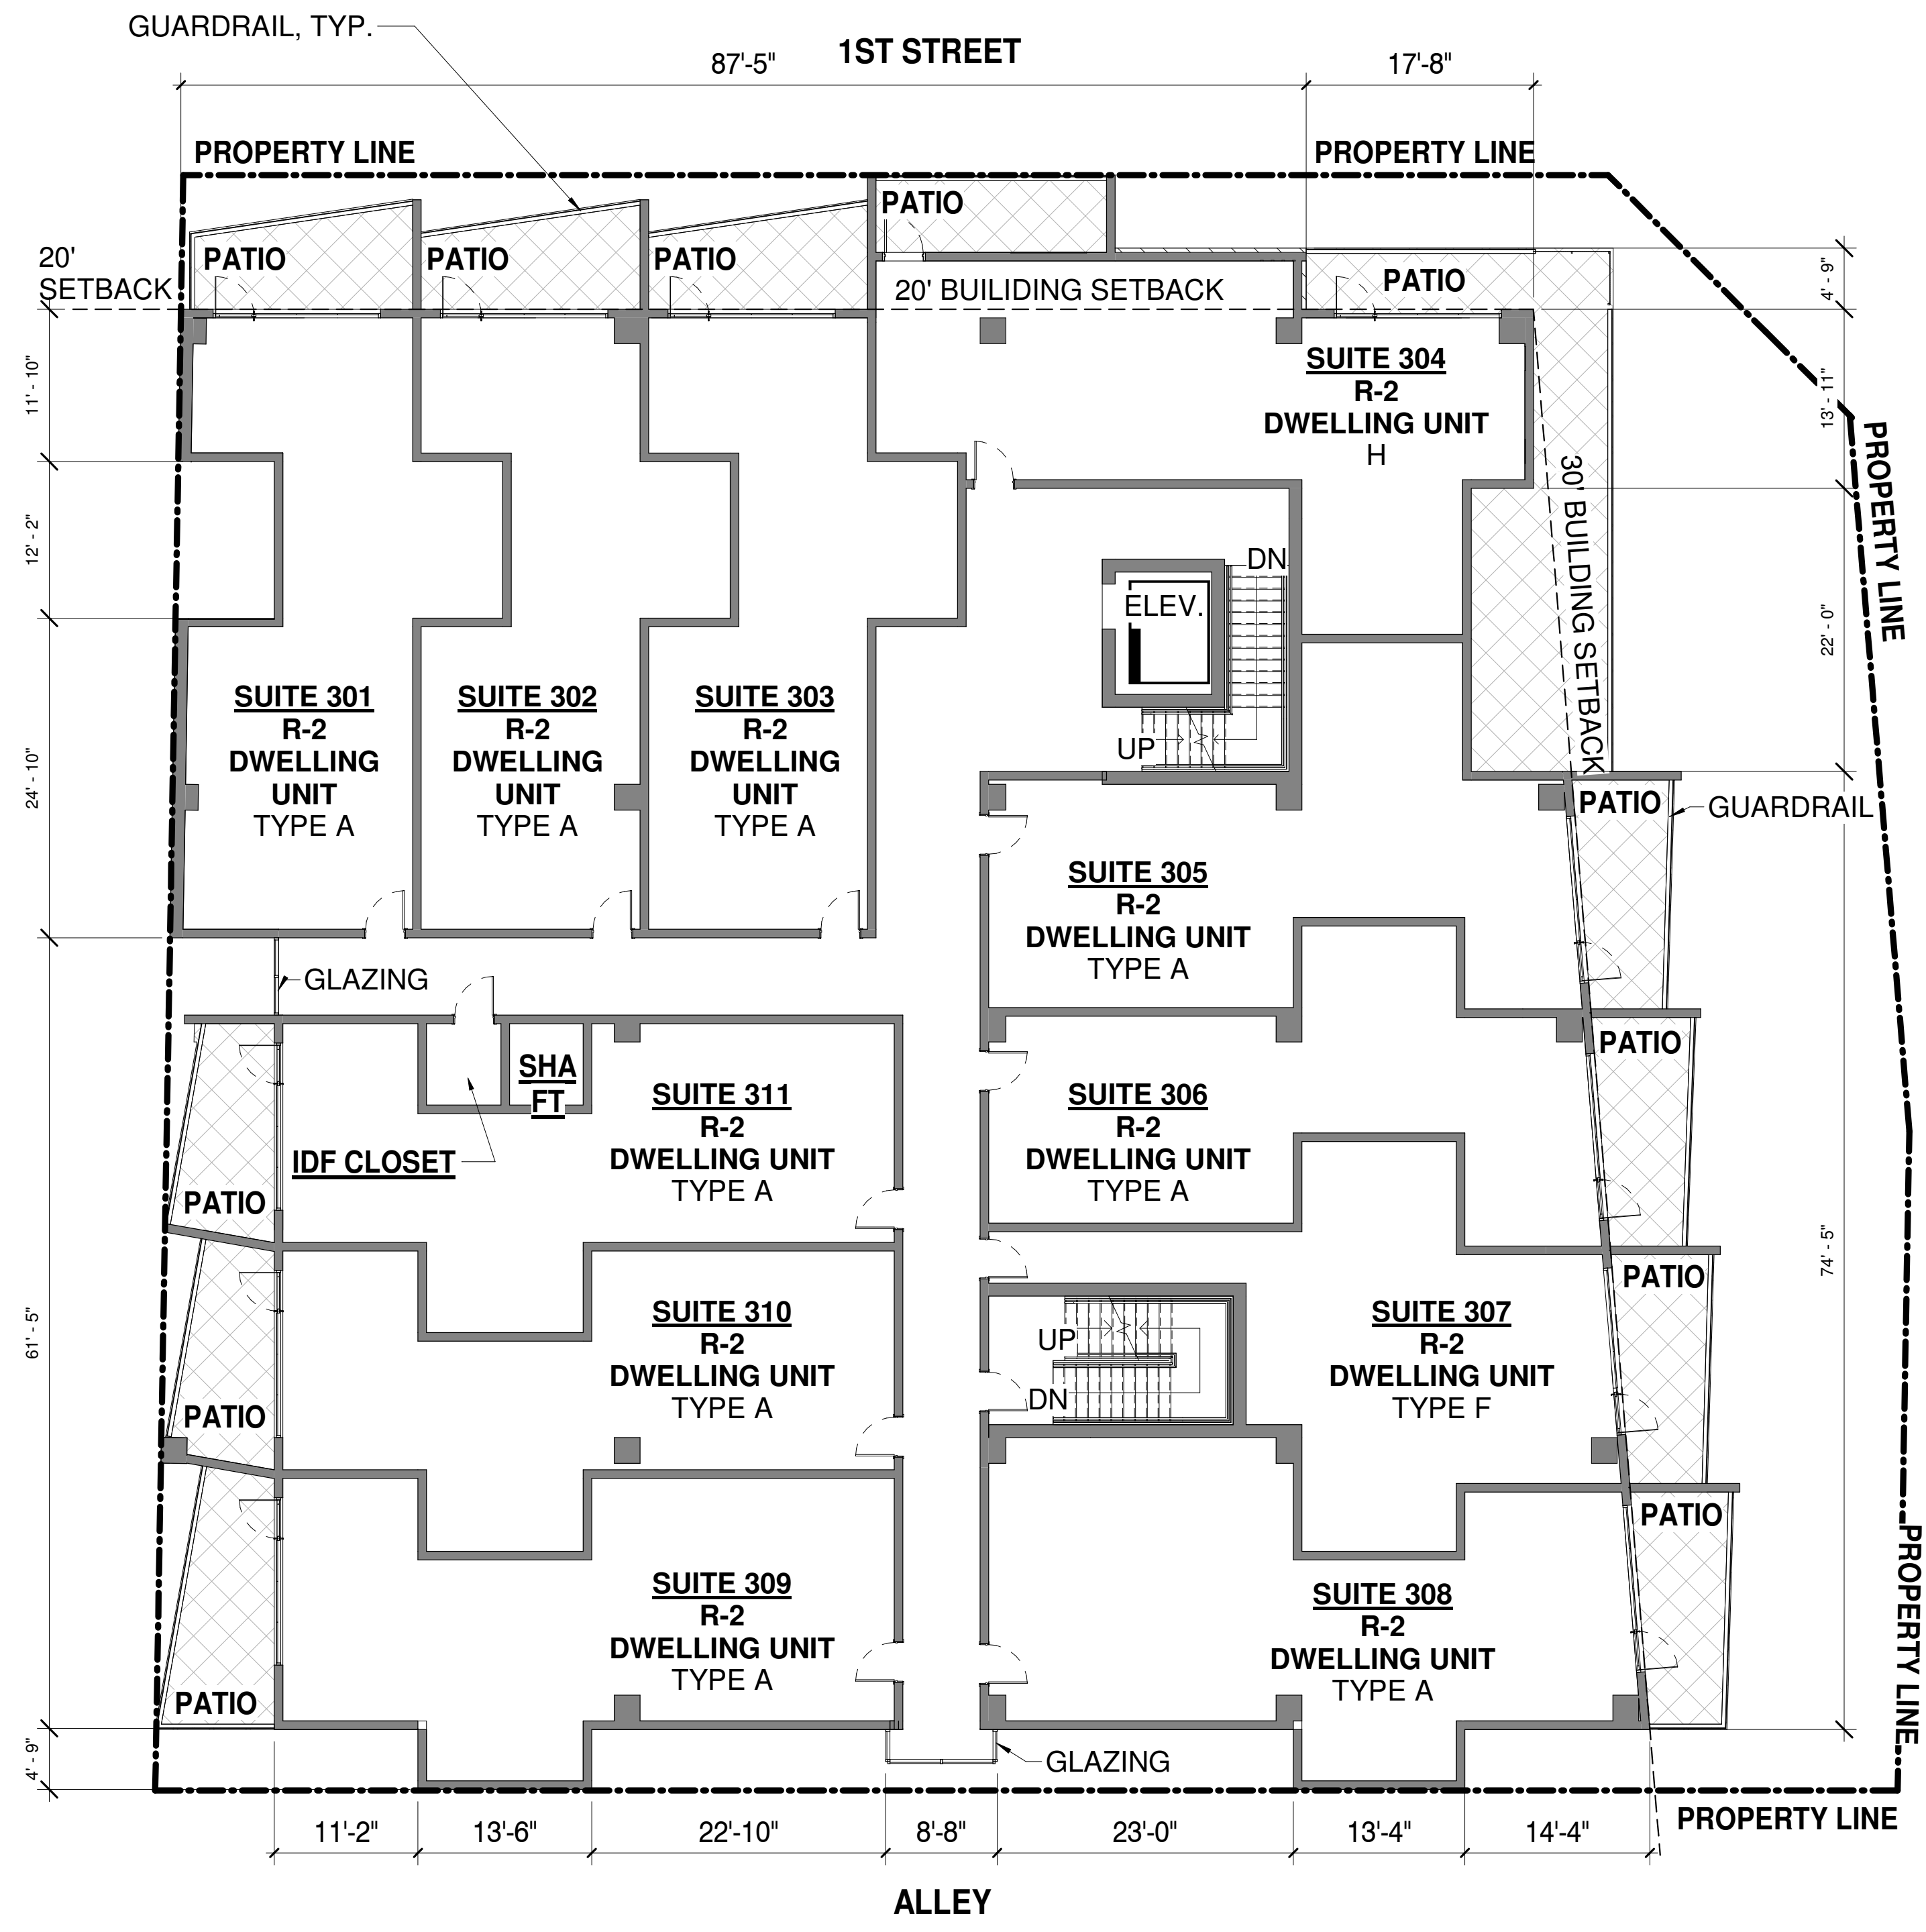 GUARDRAIL, TYP.
1ST STREET
87'-5"
17'-8"
PROPERTY LINE
PROPERTY LINE
PATIO
PATIO
PATIO
PATIO
PATIO
20'
SETBACK
20' BUILIDING SETBACK
4' - 9"
11' - 10"
13' - 11"
SUITE 304
R-2
DWELLING UNIT
H
PROPERTY LINE
30' BUILDING SETBACK
12' - 2"
DN
ELEV.
UP
22' - 0"
SUITE 301
R-2
DWELLING
UNIT
TYPE A
SUITE 302
R-2
DWELLING
UNIT
TYPE A
SUITE 303
R-2
DWELLING
UNIT
TYPE A
24' - 10"
PATIO
GUARDRAIL
SUITE 305
R-2
DWELLING UNIT
TYPE A
GLAZING
PATIO
SHA
FT
IDF CLOSET
SUITE 311
R-2
DWELLING UNIT
TYPE A
SUITE 306
R-2
DWELLING UNIT
TYPE A
PATIO
74' - 5"
PATIO
61' - 5"
SUITE 310
R-2
DWELLING UNIT
TYPE A
UP
DN
SUITE 307
R-2
DWELLING UNIT
TYPE F
PATIO
PATIO
PROPERTY LINE
SUITE 309
R-2
DWELLING UNIT
TYPE A
SUITE 308
R-2
DWELLING UNIT
TYPE A
PATIO
4' - 9"
GLAZING
PROPERTY LINE
11'-2"
13'-6"
22'-10"
8'-8"
23'-0"
13'-4"
14'-4"
ALLEY